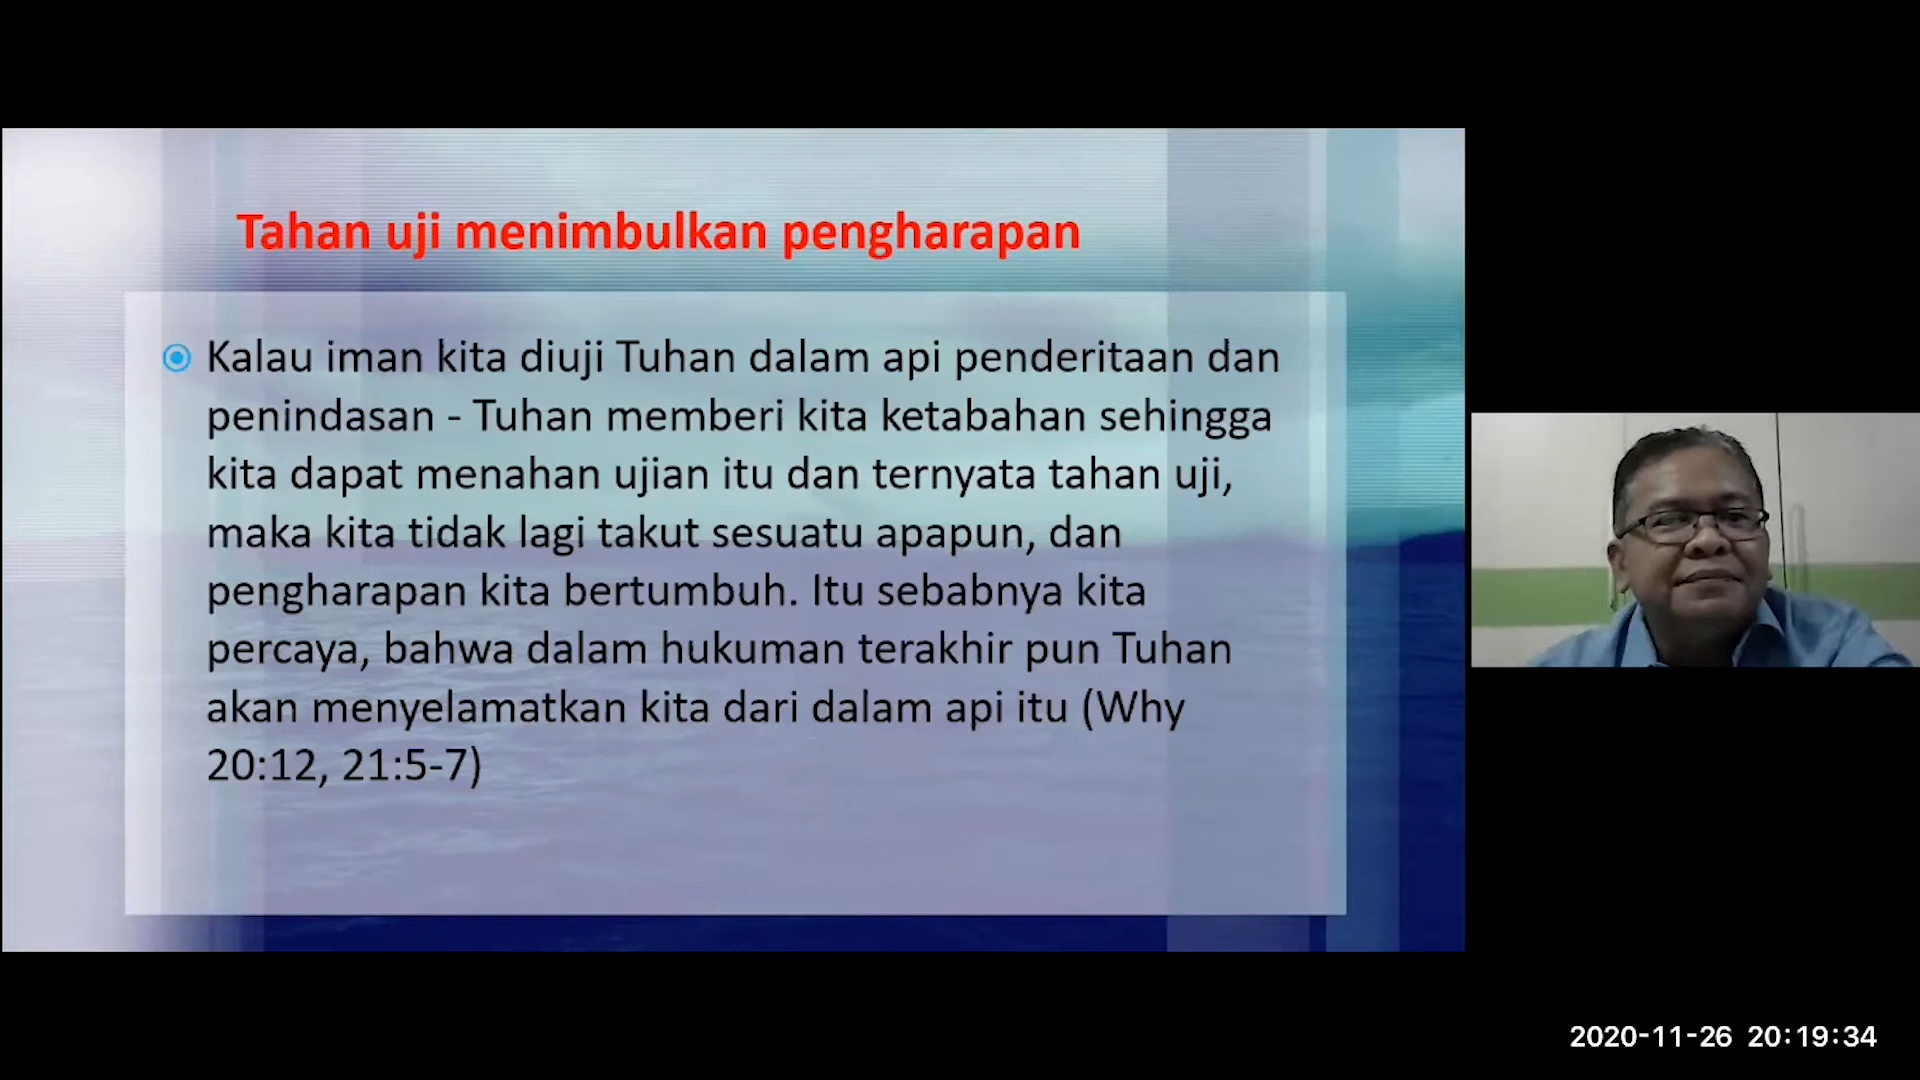 Tahan uji menimbulkan pengharapan
Kalau iman kita diuji Tuhan dalam api penderitaan dan
penindasan - Tuhan memberi kita ketabahan sehingga
kita dapat menahan ujian itu dan ternyata tahan uji,
maka kita tidak lagi takut sesuatu apapun, dan
pengharapan kita bertumbuh. Itu sebabnya kita
percaya, bahwa dalam hukuman terakhir pun Tuhan
akan menyelamatkan kita dari dalam api itu (Why
20:12, 21:5-7)
2020-11-26 20:19:34